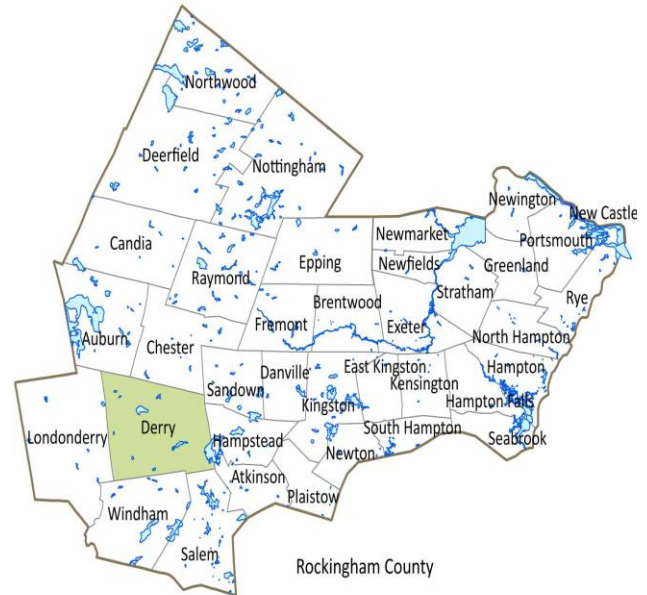 Northwood
Deerfield
Nottingham
Newington
New Castle
Candia
Newmarket
Portsmouth
Epping
Newfields
Greenland
Raymond
Stratham
Brentwood
Rye
Fremont
Exeter
Auburn
Chester
North Hampton
East Kingston
Hampton
Danville
Sandown
Kensington
Kingston
Hampton Falls
Derry
South Hampton
Londonderry
Hampstead
Seabrook
Newton
Atkinson
Plaistow
Windham
Salem
Rockingham County